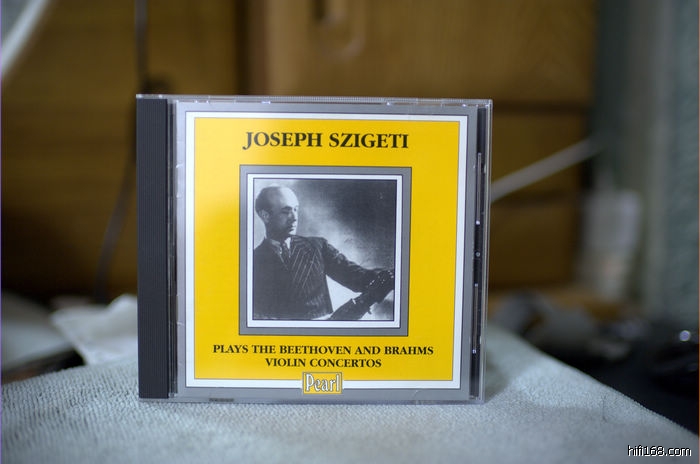 JOSEPH SZIGETI
PLAYS THE BEETHOVEN AND BRAHMS
VIOLIN CONCERTOS
Pearl
hifi168.com